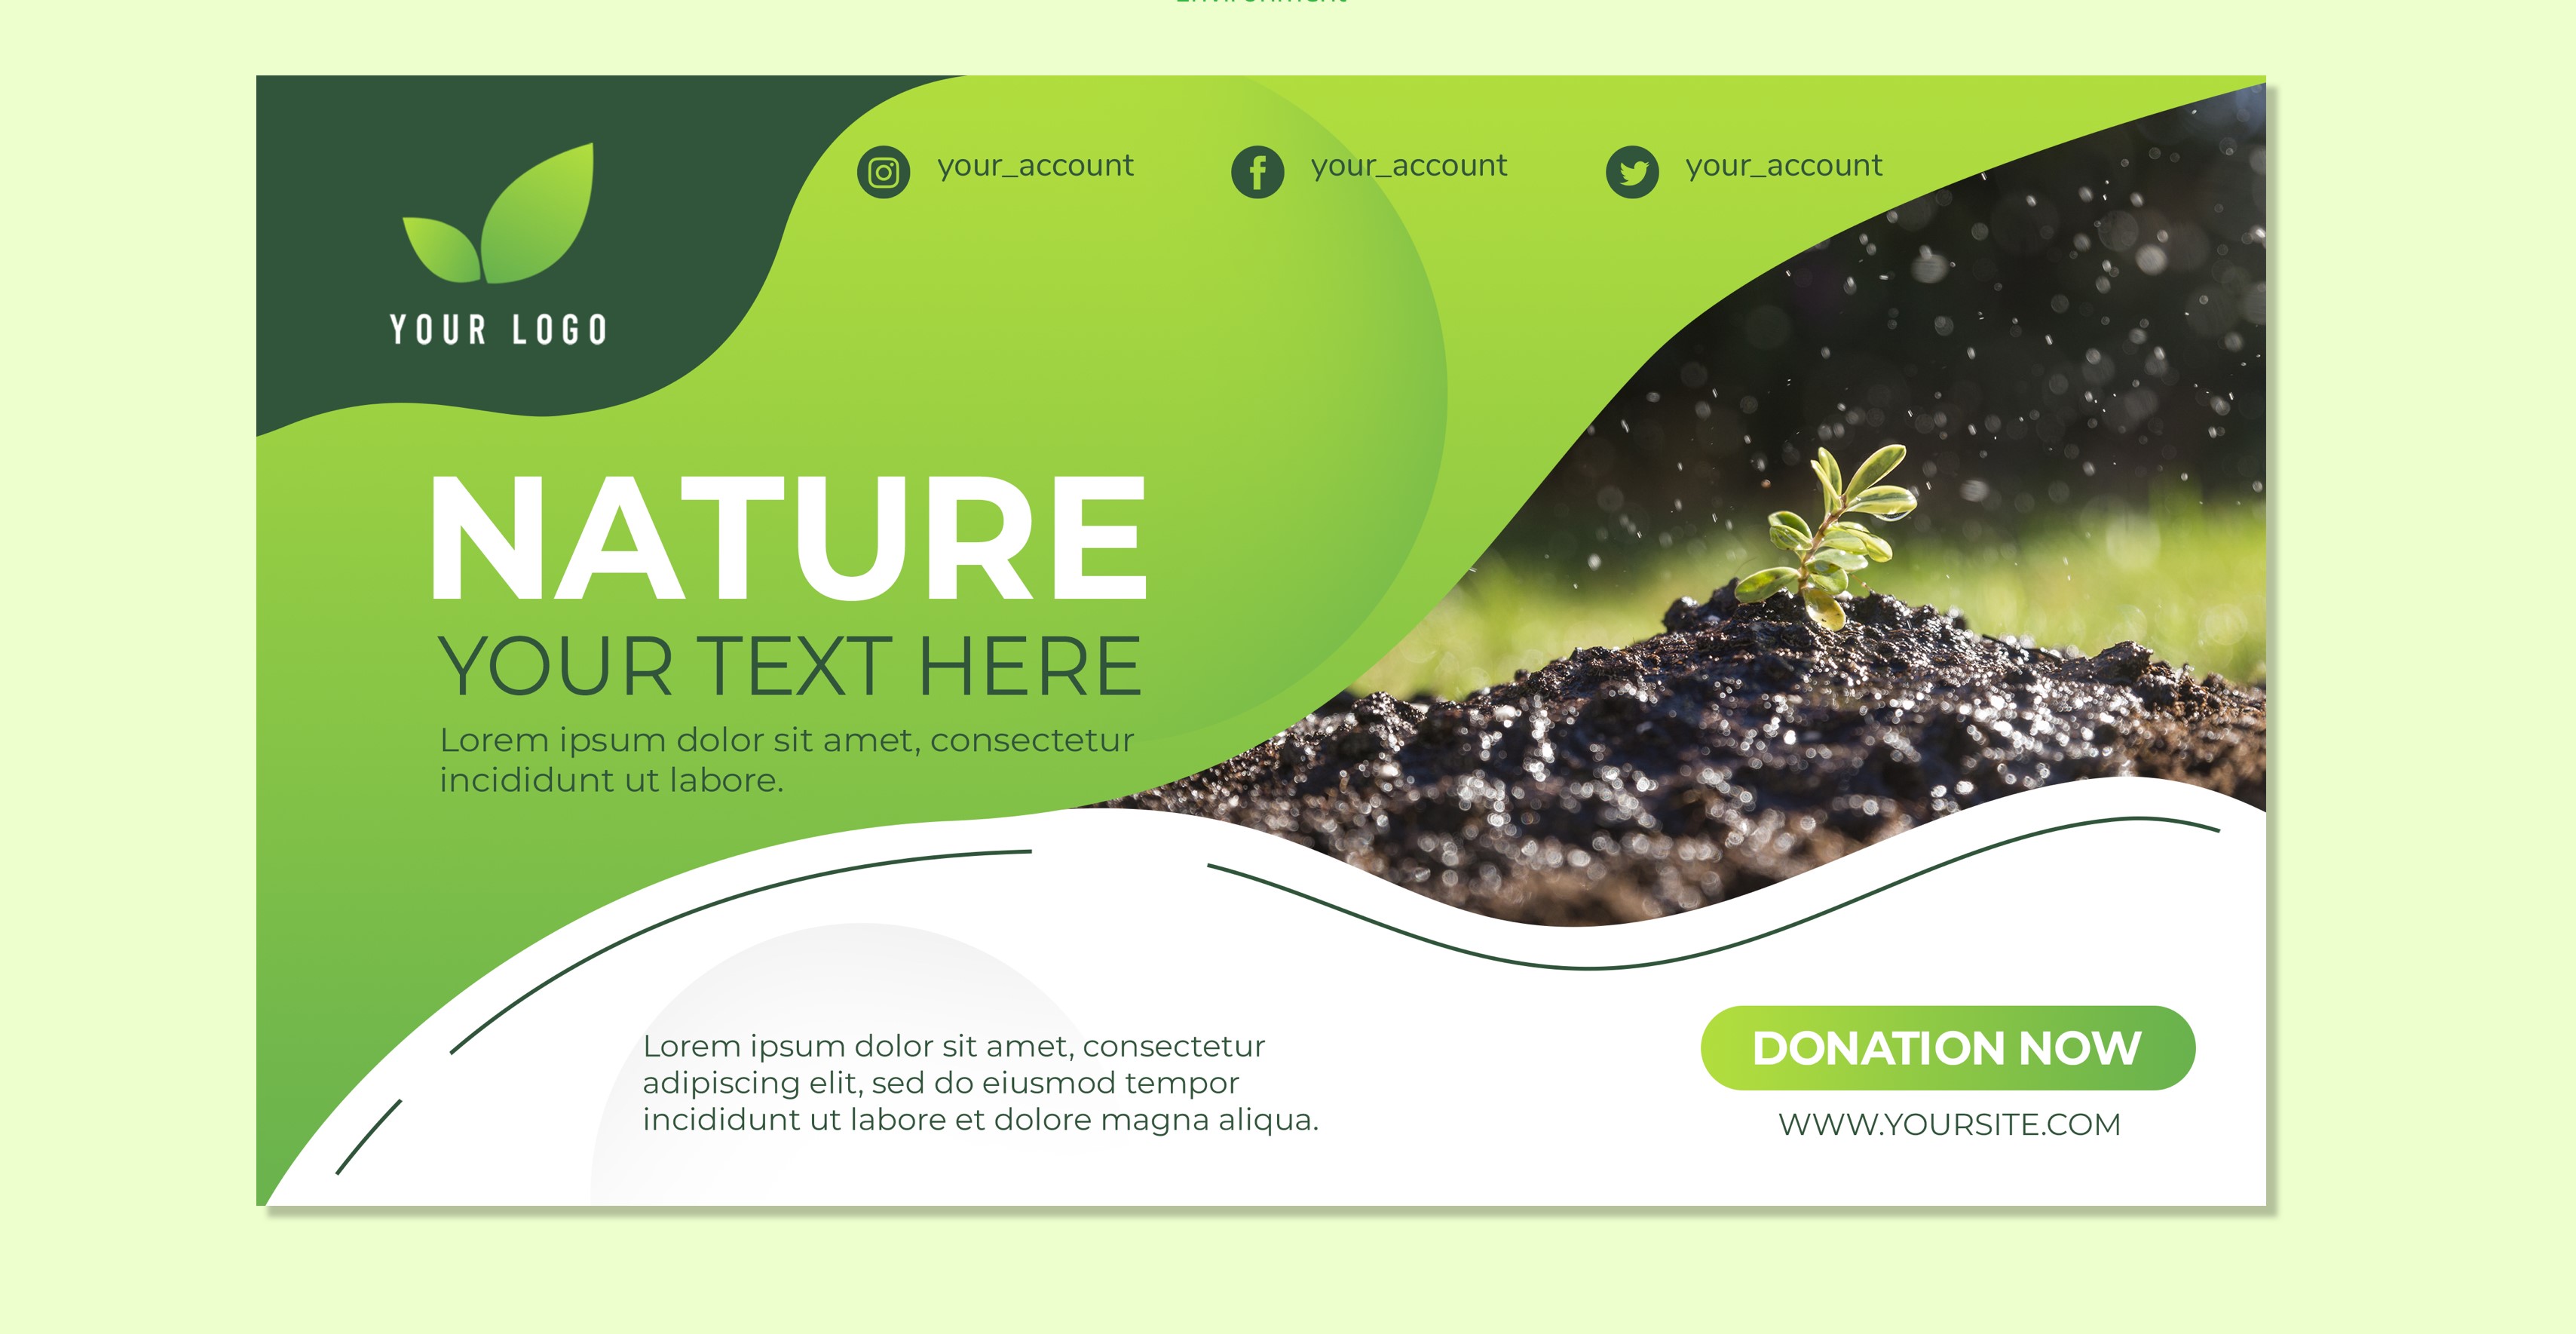 Environment
your_account
your_account
your_account
YOUR LOGO
NATURE
YOUR TEXT HERE
Lorem ipsum dolor sit amet, consectetur
incididunt ut labore.
Lorem ipsum dolor sit amet, consectetur
adipiscing elit, sed do eiusmod tempor
incididunt ut labore et dolore magna aliqua.
DONATION NOW
WWW.YOURSITE.COM